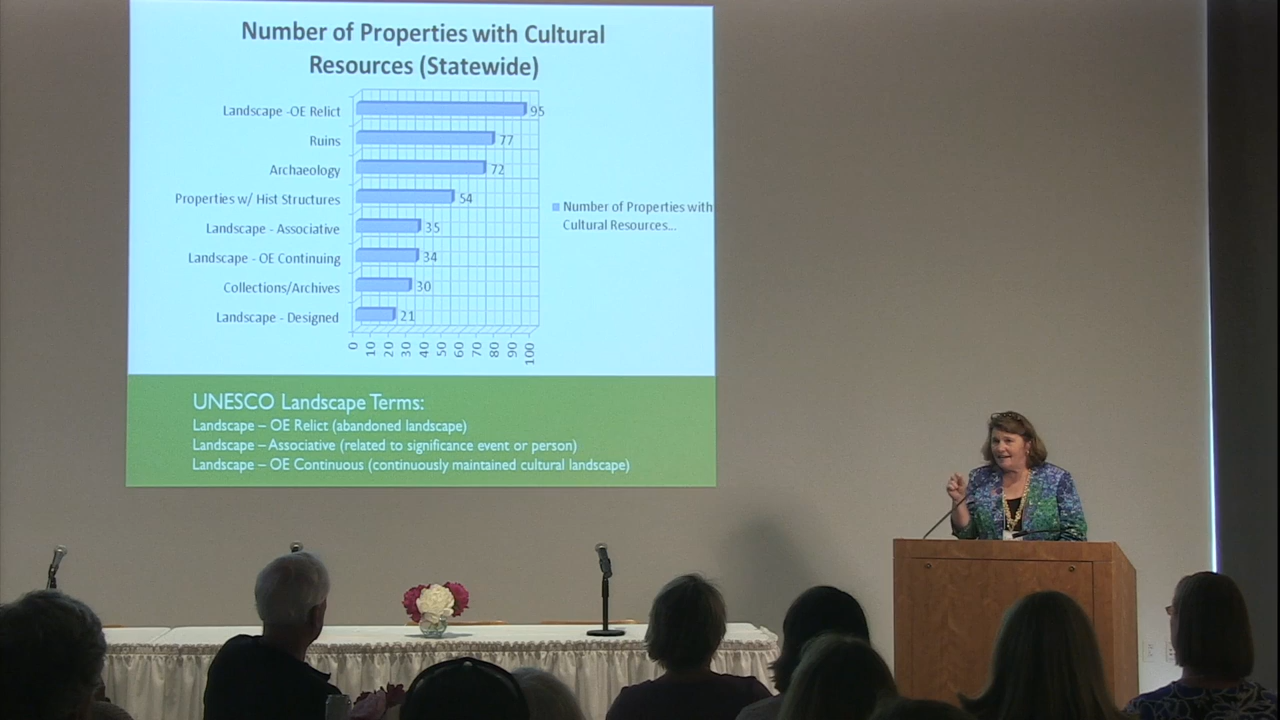 Number of Properties with Cultural
Resources (Statewide)
Landscape -OE Relict 95
Ruins 77
Archaeology 72
Properties w/ Hist Structures 54
Landscape - Associative 35
Landscape - OE Continuing 34
Collections/Archives 30
Landscape - Designed 21
0 10 20 30 40 50 60 70 80 90 100
Number of Properties with
Cultural Resources...
UNESCO Landscape Terms:
Landscape – OE Relict (abandoned landscape)
Landscape – Associative (related to significance event or person)
Landscape – OE Continuous (continuously maintained cultural landscape)